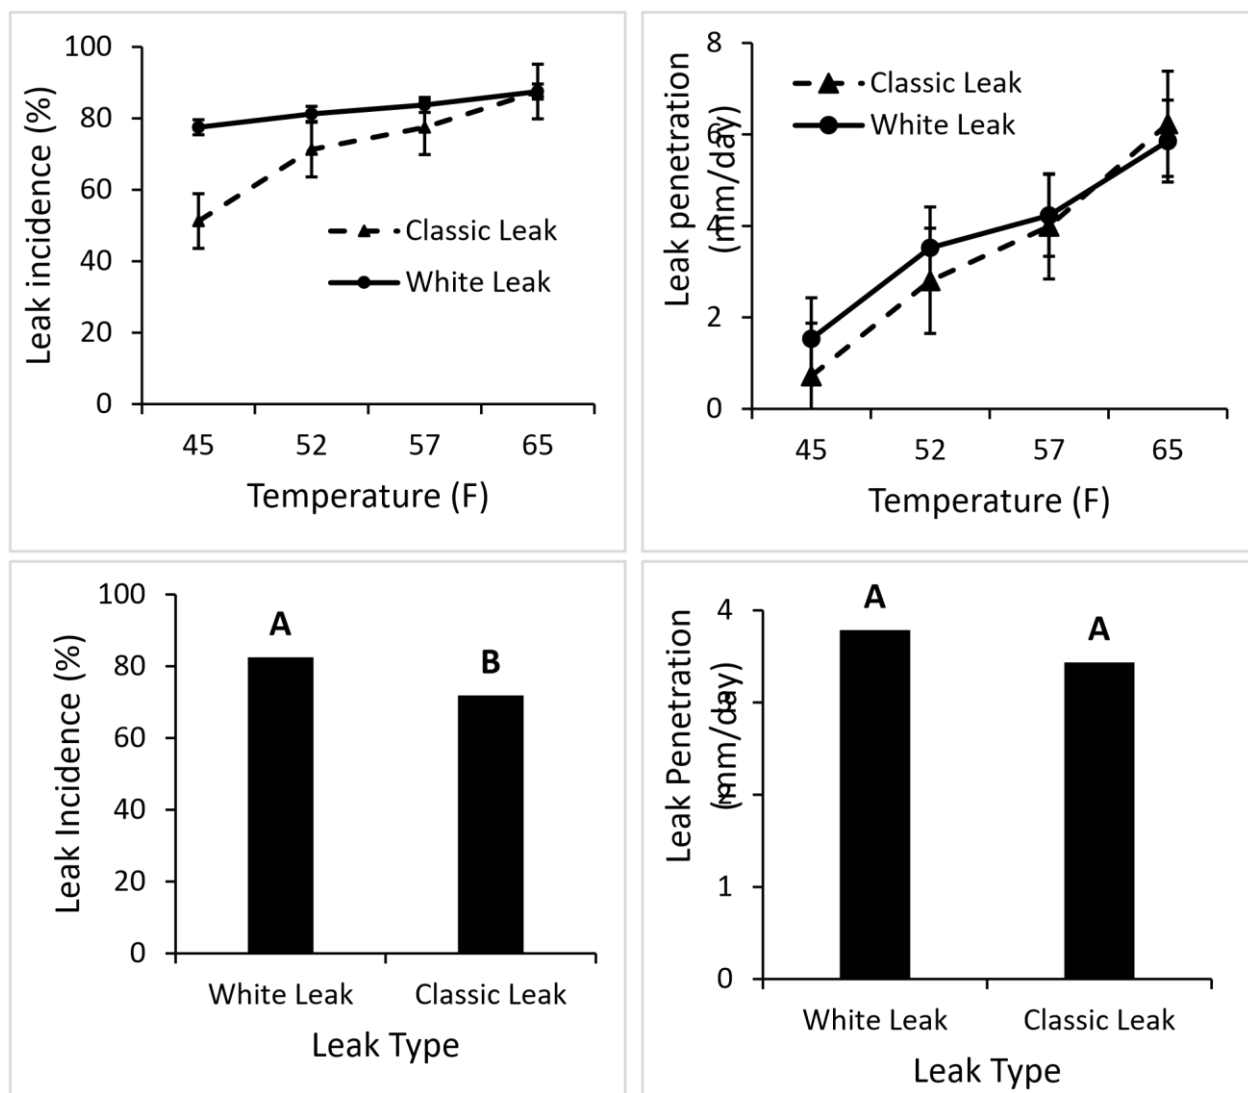 Leak incidence (%)
100
80
60
40
20
0
Classic Leak
White Leak
45 52 57 65
Temperature (F)
Leak penetration
(mm/day)
8
6
4
2
0
Classic Leak
White Leak
45 52 57 65
Temperature (F)
Leak Incidence (%)
100
80
60
40
20
0
A
B
White Leak Classic Leak
Leak Type
Leak Penetration
(mm/day)
4
3
2
1
0
A
A
White Leak Classic Leak
Leak Type